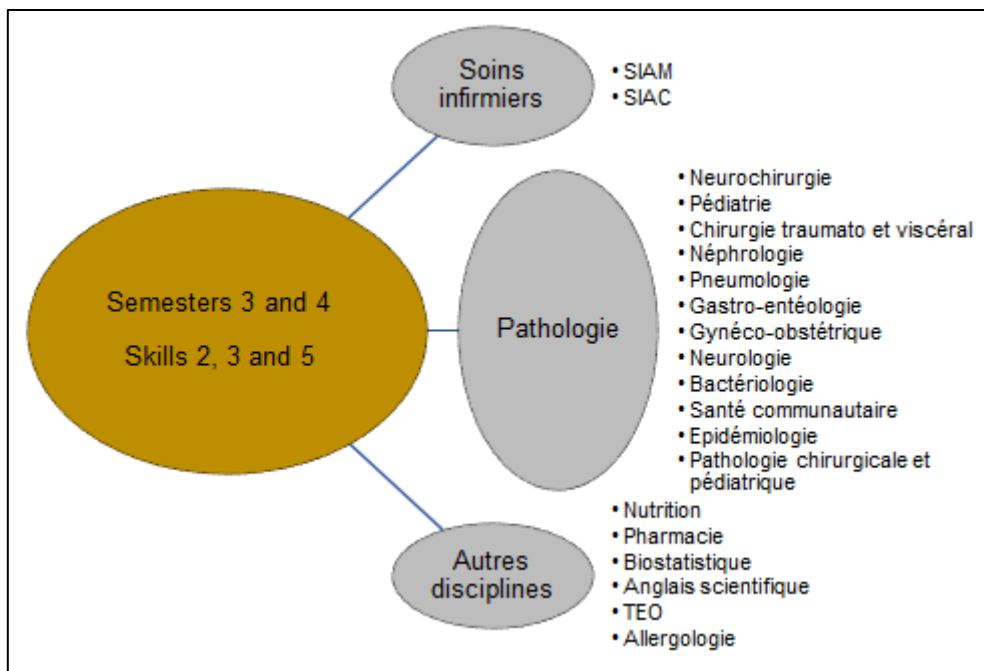 Soins
infirmiers
• SIAM
• SIAC
Semesters 3 and 4
Skills 2, 3 and 5
Pathologie
• Neurochirurgie
• Pédiatrie
• Chirurgie traumato et viscéral
• Néphrologie
• Pneumologie
• Gastro-entéologie
• Gynéco-obstétrique
• Neurologie
• Bactériologie
• Santé communautaire
• Epidémiologie
• Pathologie chirurgicale et
pédiatrique
Autres
disciplines
• Nutrition
• Pharmacie
• Biostatistique
• Anglais scientifique
• TEO
• Allergologie